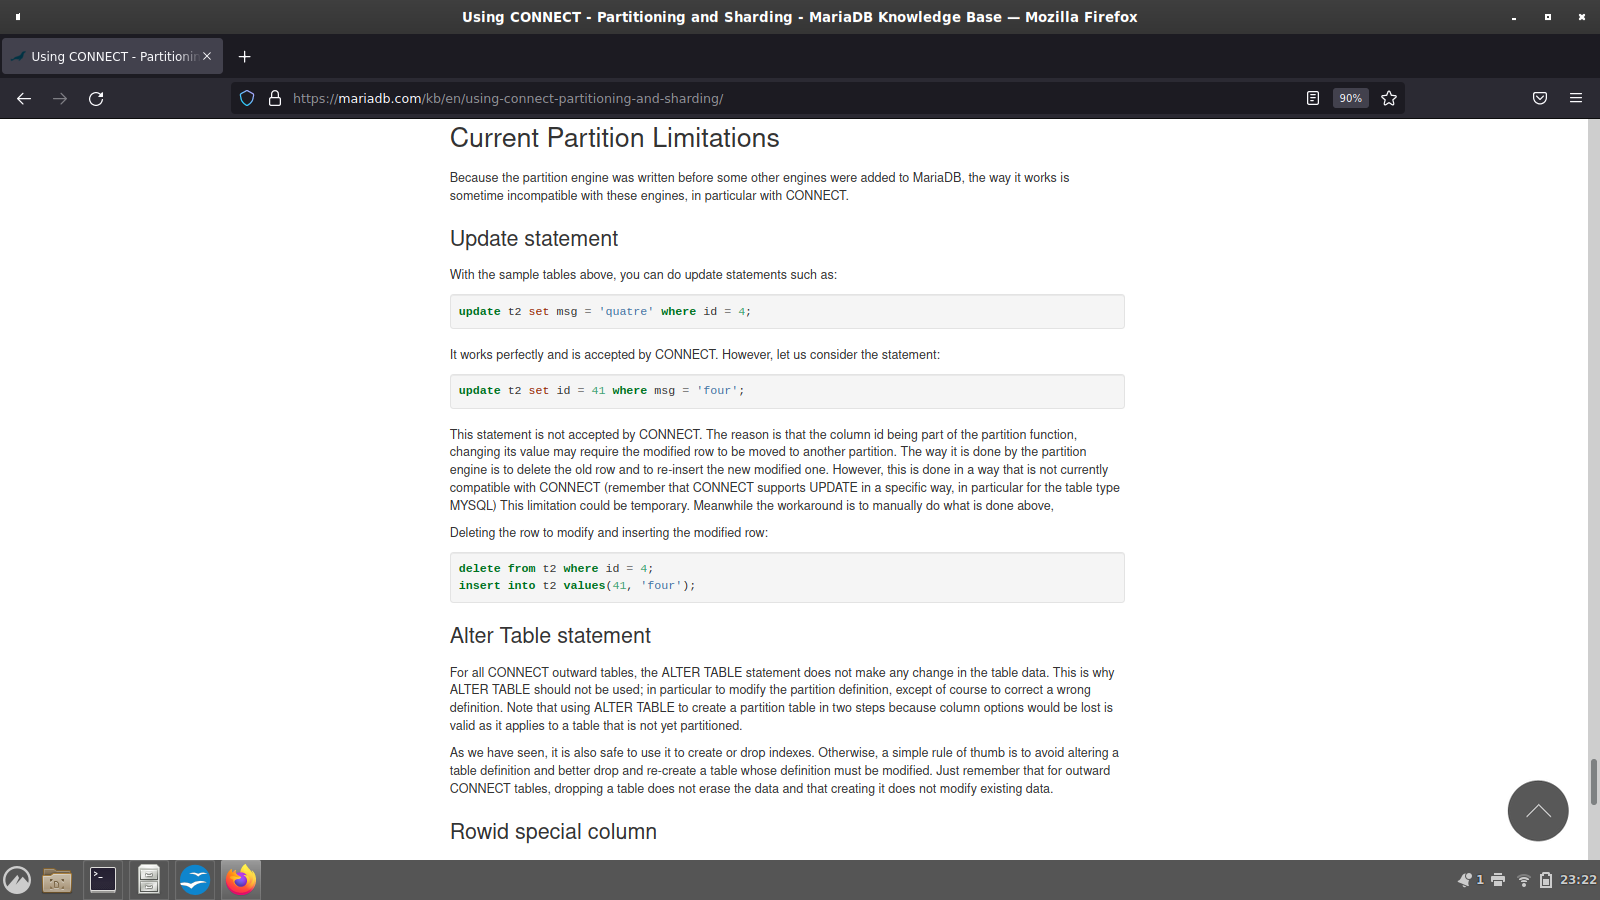 Using CONNECT - Partitioning and Sharding - MariaDB Knowledge Base — Mozilla Firefox
Using CONNECT - Partitionin
https://mariadb.com/kb/en/using-connect-partitioning-and-sharding/
90%
Current Partition Limitations
Because the partition engine was written before some other engines were added to MariaDB, the way it works is
sometime incompatible with these engines, in particular with CONNECT.
Update statement
With the sample tables above, you can do update statements such as:
update t2 set msg = 'quatre' where id = 4;
It works perfectly and is accepted by CONNECT. However, let us consider the statement:
update t2 set id = 41 where msg = 'four';
This statement is not accepted by CONNECT. The reason is that the column id being part of the partition function,
changing its value may require the modified row to be moved to another partition. The way it is done by the partition
engine is to delete the old row and to re-insert the new modified one. However, this is done in a way that is not currently
compatible with CONNECT (remember that CONNECT supports UPDATE in a specific way, in particular for the table type
MYSQL) This limitation could be temporary. Meanwhile the workaround is to manually do what is done above,
Deleting the row to modify and inserting the modified row:
delete from t2 where id = 4;
insert into t2 values(41, 'four');
Alter Table statement
For all CONNECT outward tables, the ALTER TABLE statement does not make any change in the table data. This is why
ALTER TABLE should not be used; in particular to modify the partition definition, except of course to correct a wrong
definition. Note that using ALTER TABLE to create a partition table in two steps because column options would be lost is
valid as it applies to a table that is not yet partitioned.
As we have seen, it is also safe to use it to create or drop indexes. Otherwise, a simple rule of thumb is to avoid altering a
table definition and better drop and re-create a table whose definition must be modified. Just remember that for outward
CONNECT tables, dropping a table does not erase the data and that creating it does not modify existing data.
Rowid special column
1
23:22